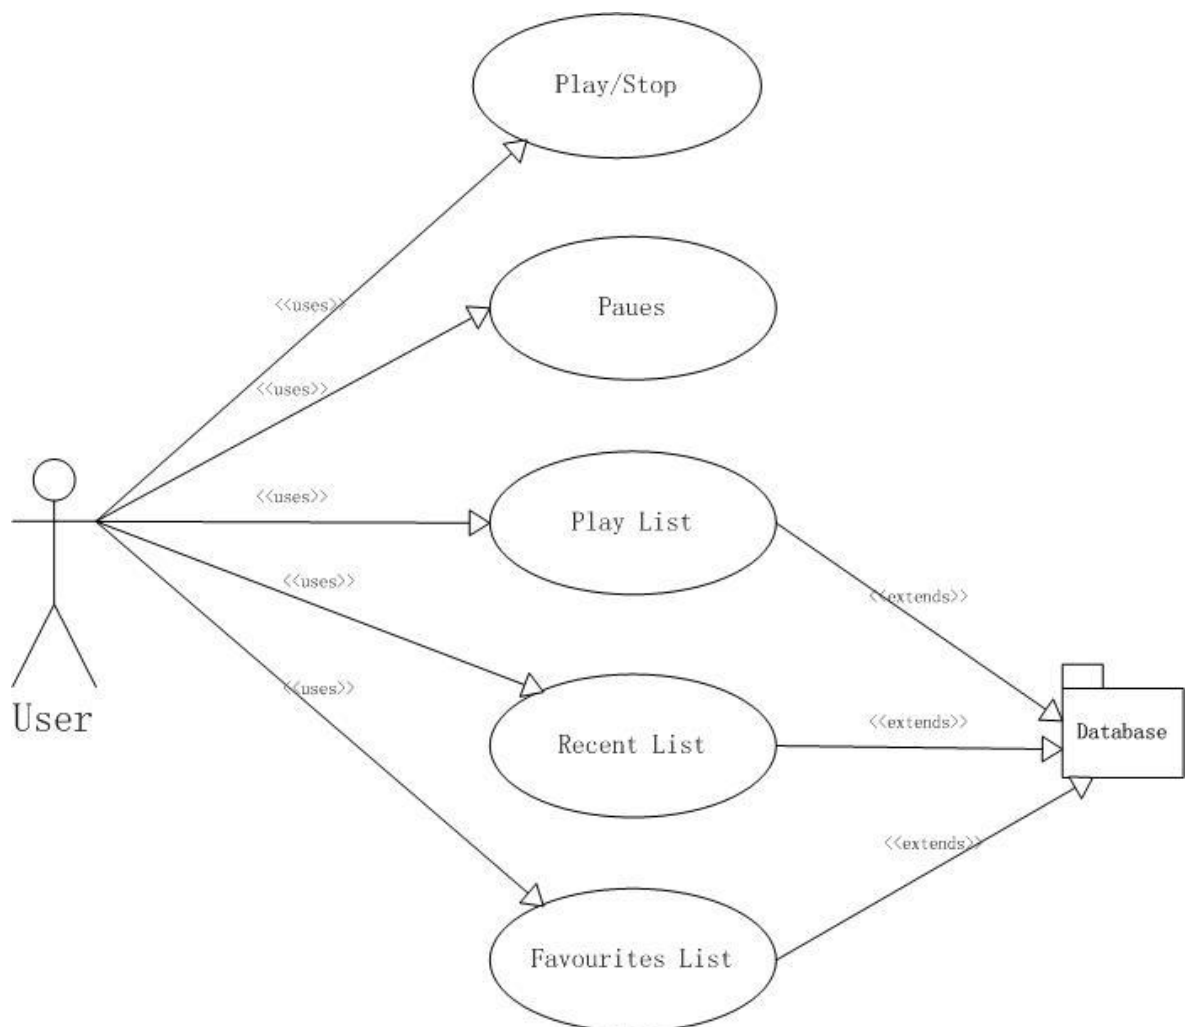 Play/Stop
<<uses>>
Paues
<<uses>>
<<uses>>
Play List
<<uses>>
<<extends>>
<<uses>>
User
Recent List
<<extends>>
Database
<<extends>>
Favourites List